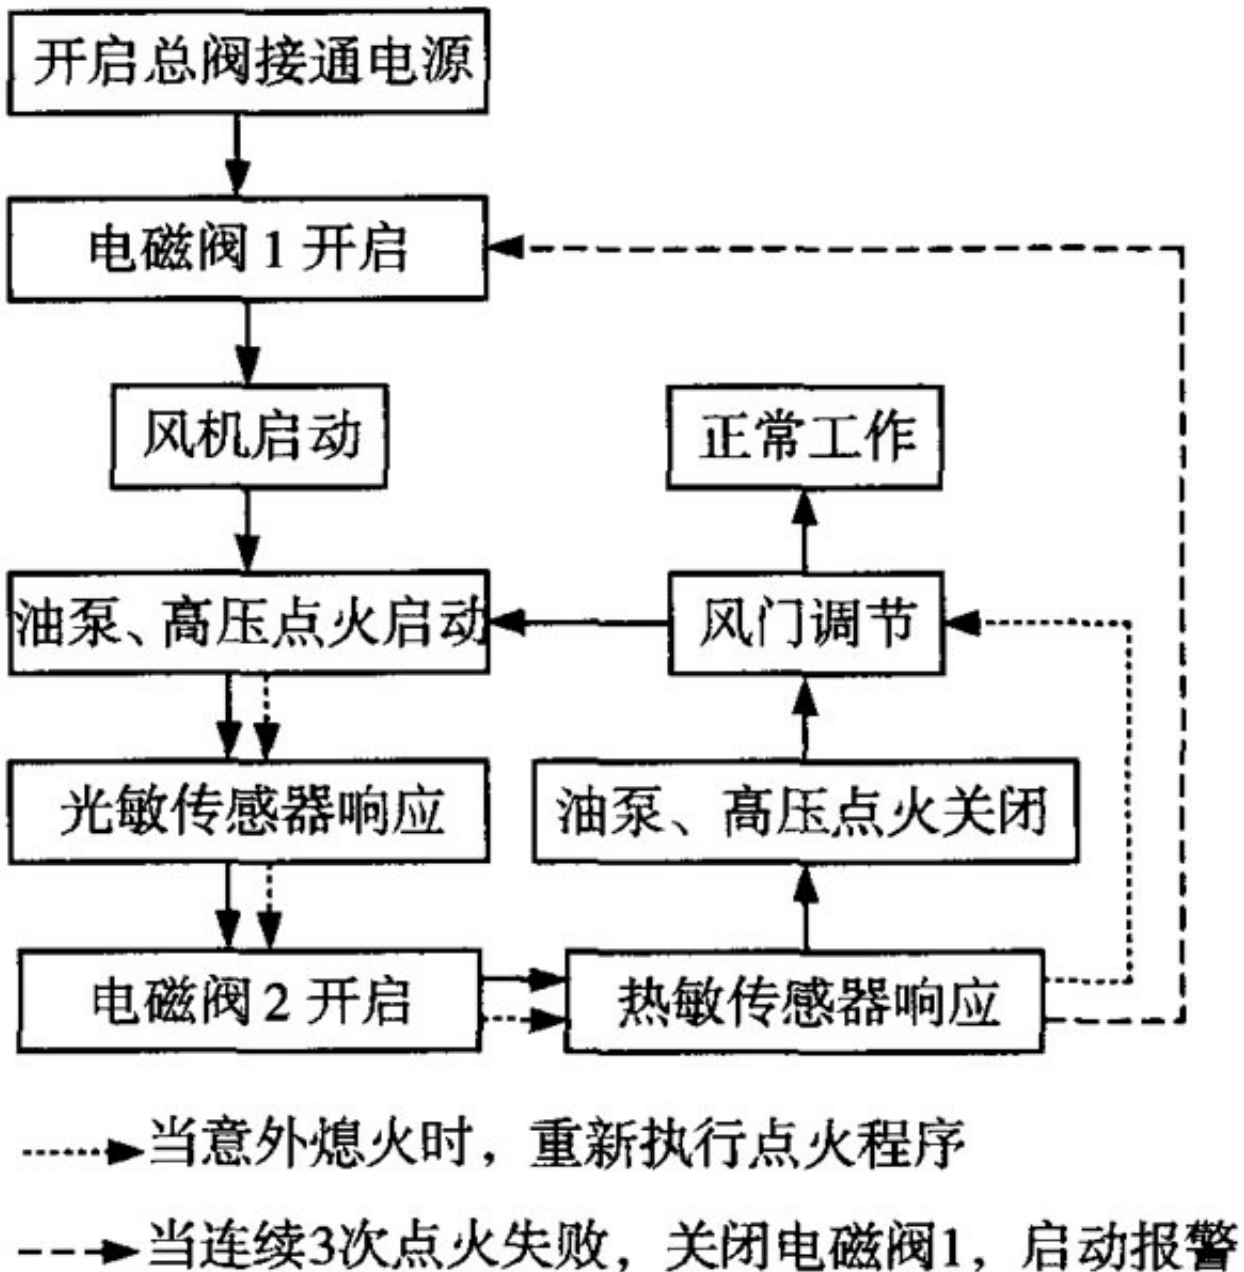 开启总阀接通电源
电磁阀1开启
风机启动
正常工作
油泵、高压点火启动
风门调节
光敏传感器响应
油泵、高压点火关闭
电磁阀2开启
热敏传感器响应
当意外熄火时，重新执行点火程序
当连续3次点火失败，关闭电磁阀1，启动报警